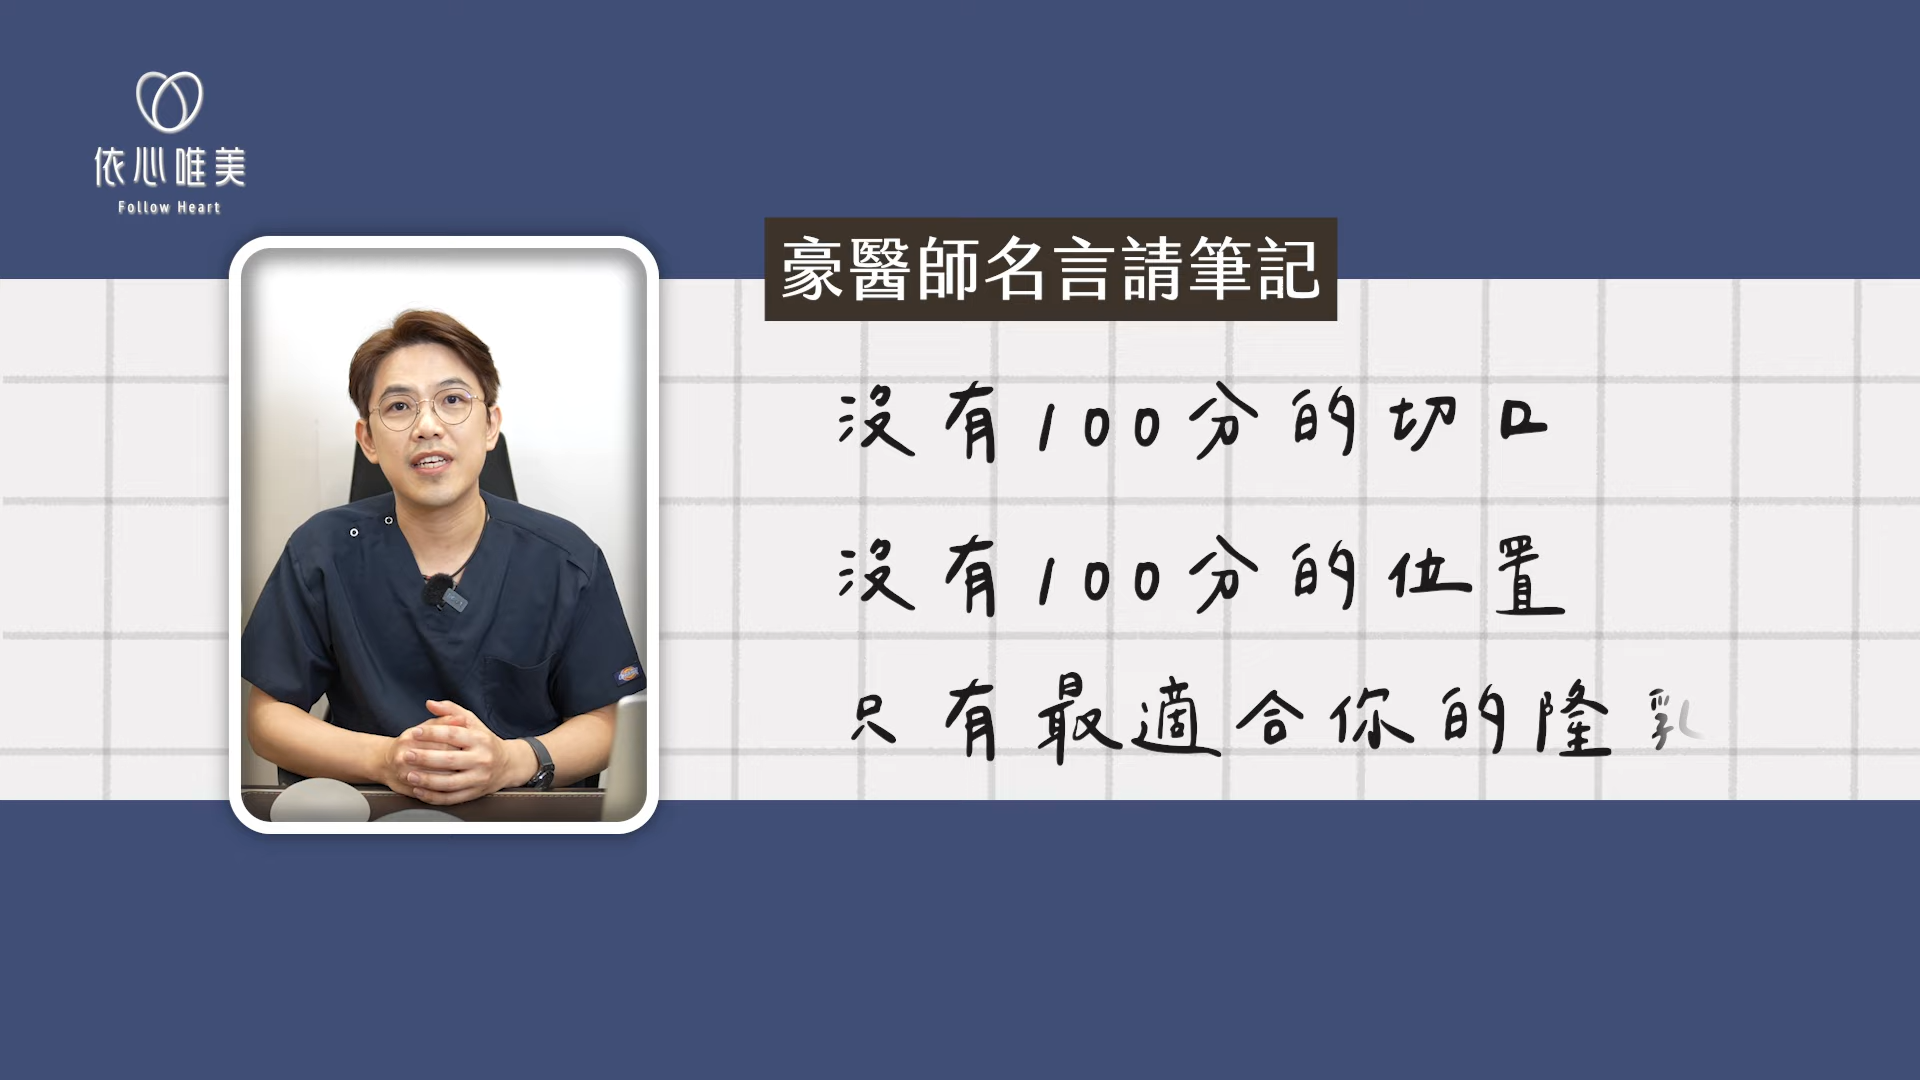 依心唯美
Follow Heart
豪醫師名言請筆記
沒有100分的切口
沒有100分的位置
只有最適合你的隆乳